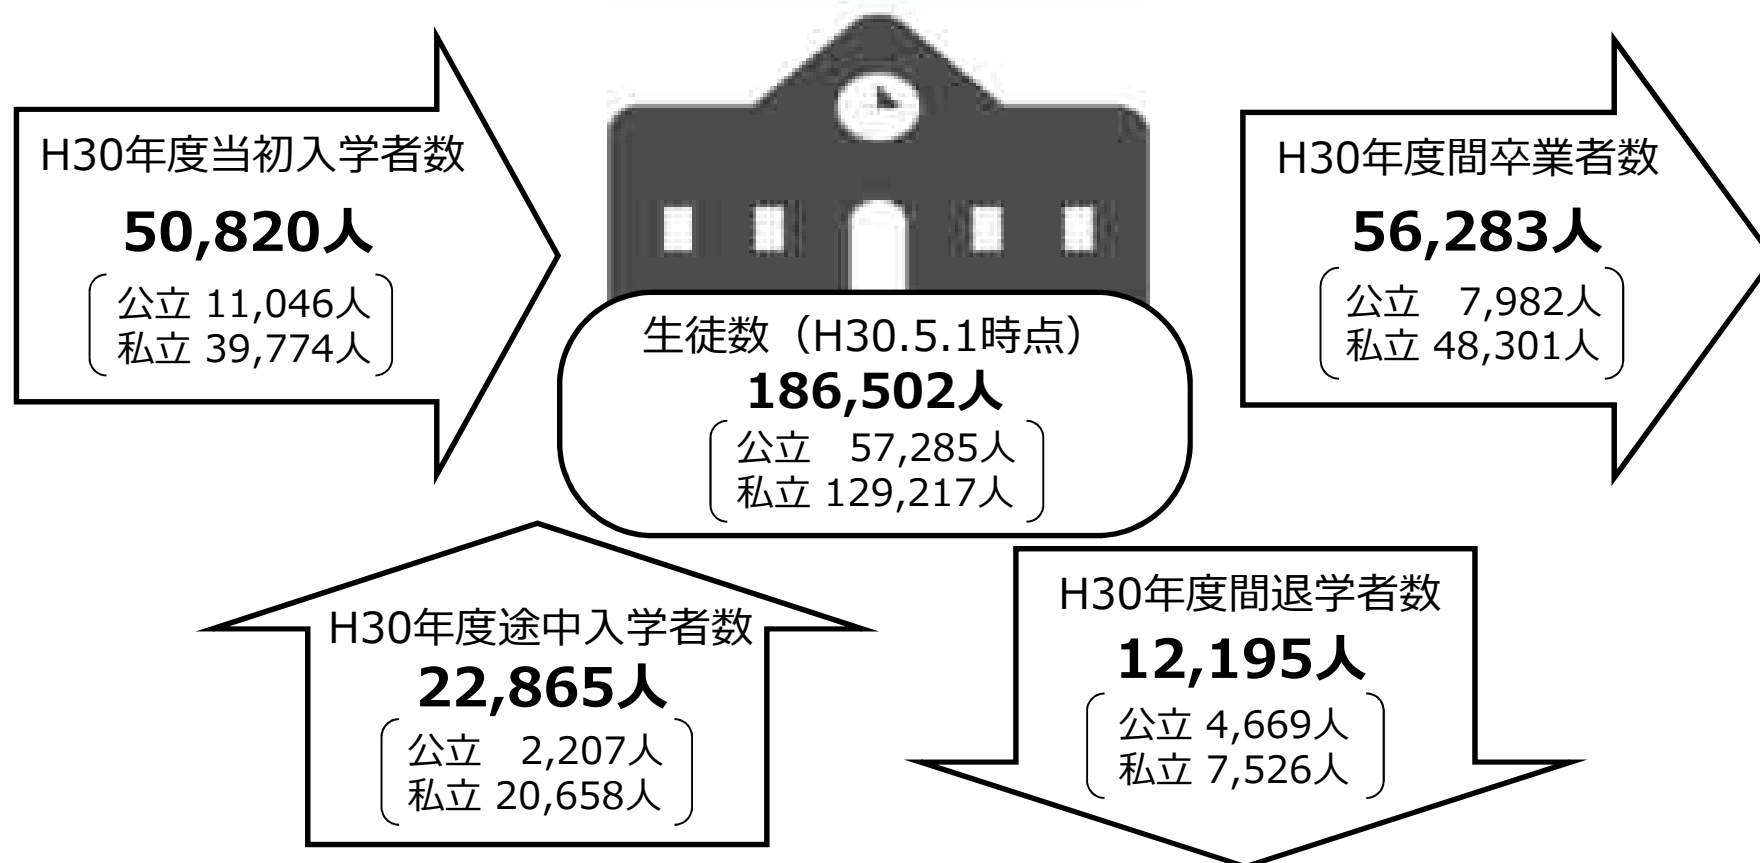 H30年度当初入学者数
50,820人
公立 11,046人
私立 39,774人
生徒数（H30.5.1時点）
186,502人
公立　57,285人
私立 129,217人
H30年度間卒業者数
56,283人
公立　7,982人
私立 48,301人
H30年度途中入学者数
22,865人
公立　2,207人
私立 20,658人
H30年度間退学者数
12,195人
公立 4,669人
私立 7,526人